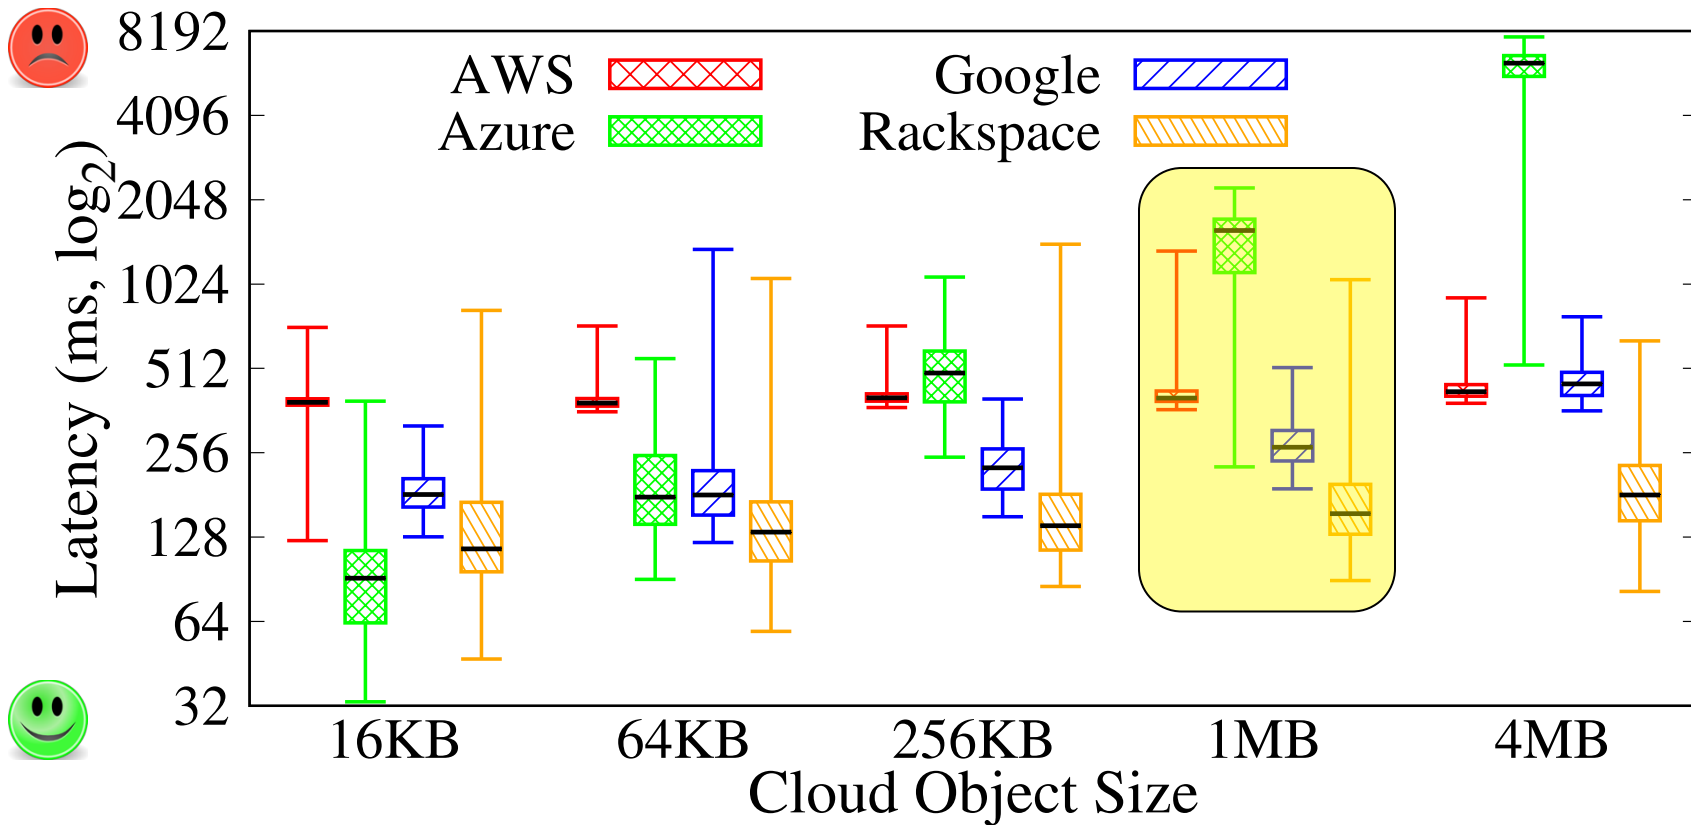 8192
4096
2048
1024
512
256
128
64
32
Latency (ms, log2)
AWS
Azure
Google
Rackspace
16KB 64KB 256KB 1MB 4MB
Cloud Object Size